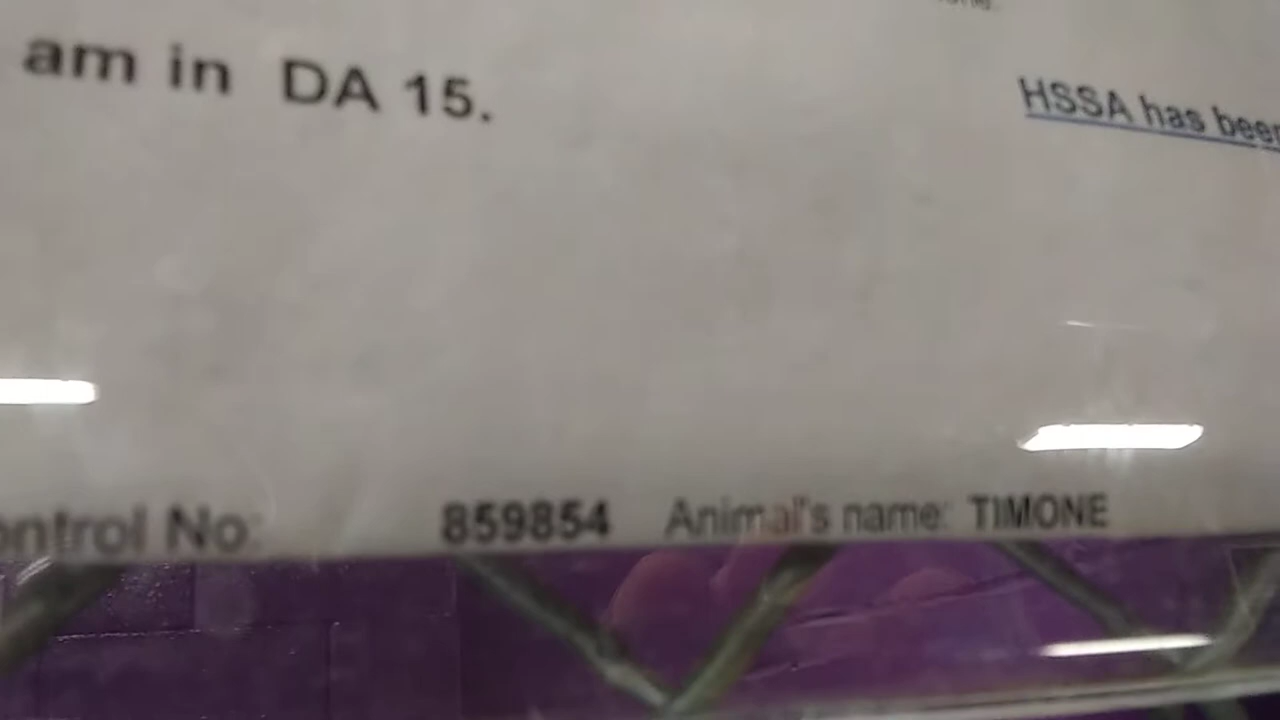 am in DA 15.
HSSA has been
ontrol No: 859854 Animal's name: TIMONE